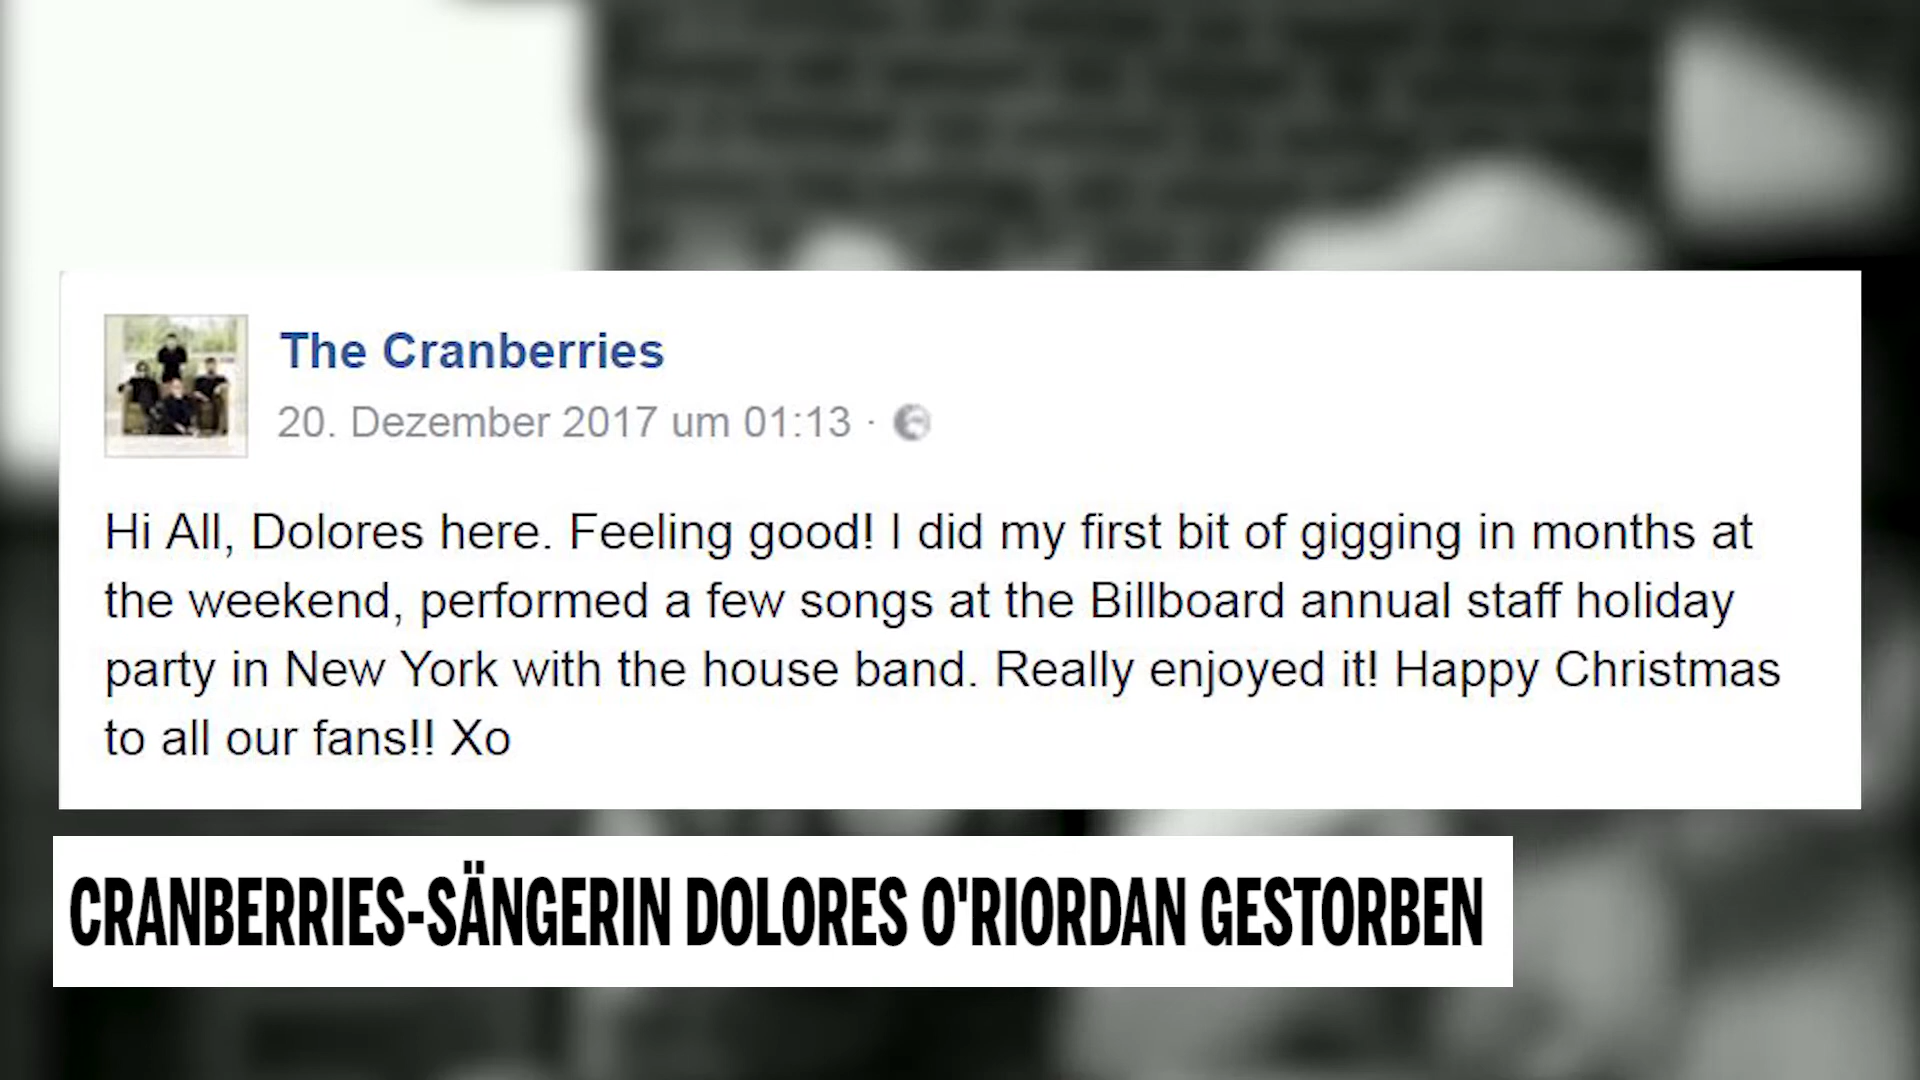 The Cranberries
20. Dezember 2017 um 01:13 ·
Hi All, Dolores here. Feeling good! I did my first bit of gigging in months at
the weekend, performed a few songs at the Billboard annual staff holiday
party in New York with the house band. Really enjoyed it! Happy Christmas
to all our fans!! Xo
CRANBERRIES-SÄNGERIN DOLORES O'RIORDAN GESTORBEN